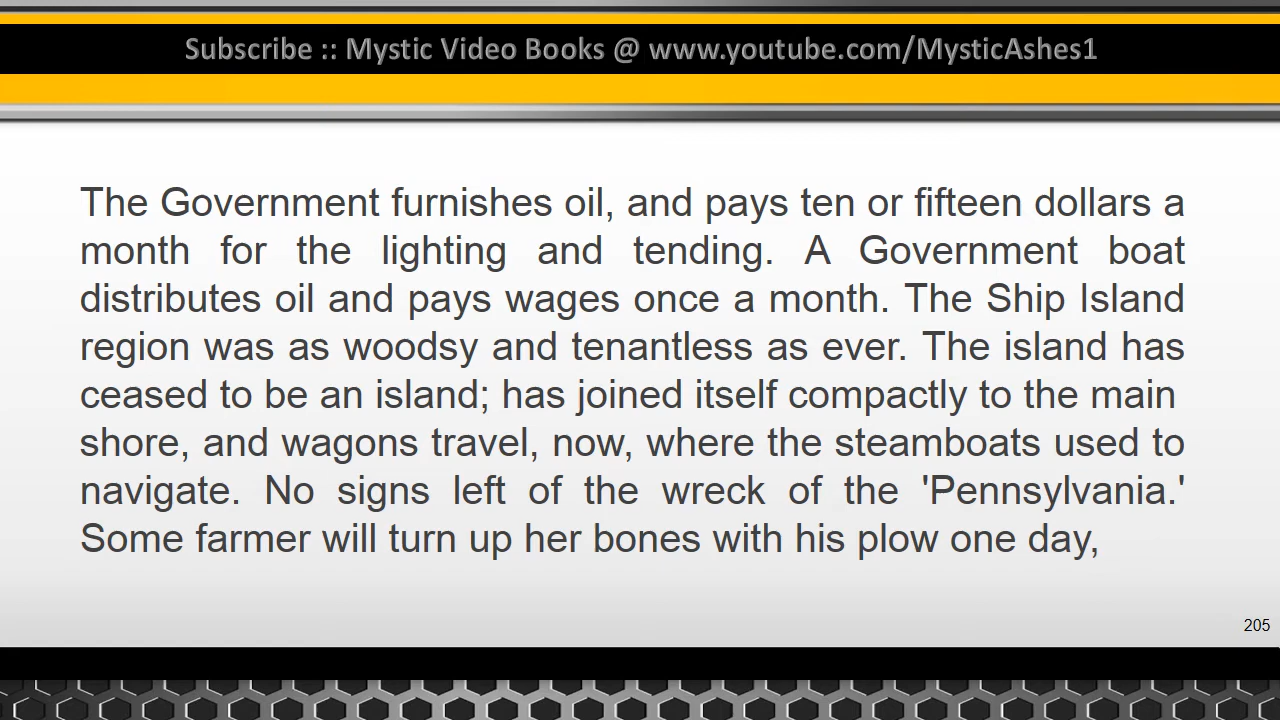 Subscribe :: Mystic Video Books @ www.youtube.com/MysticAshes1
The Government furnishes oil, and pays ten or fifteen dollars a
month for the lighting and tending. A Government boat
distributes oil and pays wages once a month. The Ship Island
region was as woodsy and tenantless as ever. The island has
ceased to be an island; has joined itself compactly to the main
shore, and wagons travel, now, where the steamboats used to
navigate. No signs left of the wreck of the 'Pennsylvania.'
Some farmer will turn up her bones with his plow one day,
205